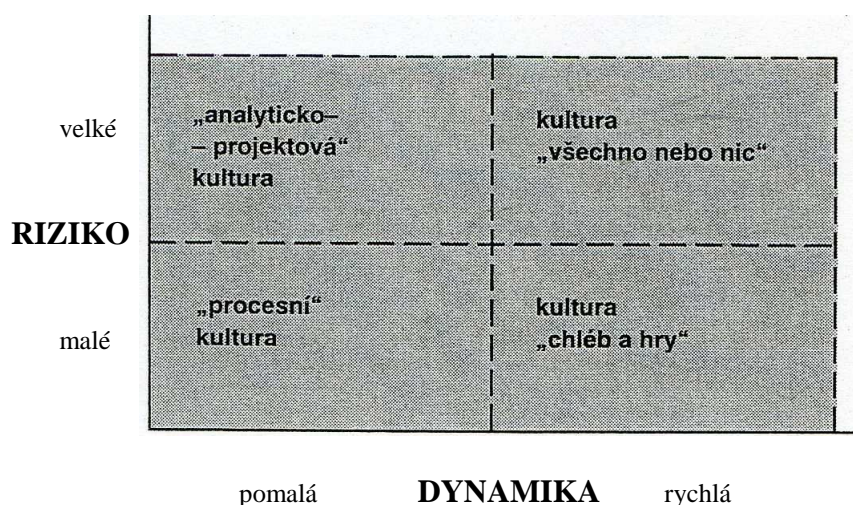 velké
„analyticko–
– projektová“
kultura
kultura
„všechno nebo nic“
RIZIKO
malé
„procesní“
kultura
kultura
„chléb a hry“
pomalá DYNAMIKA rychlá